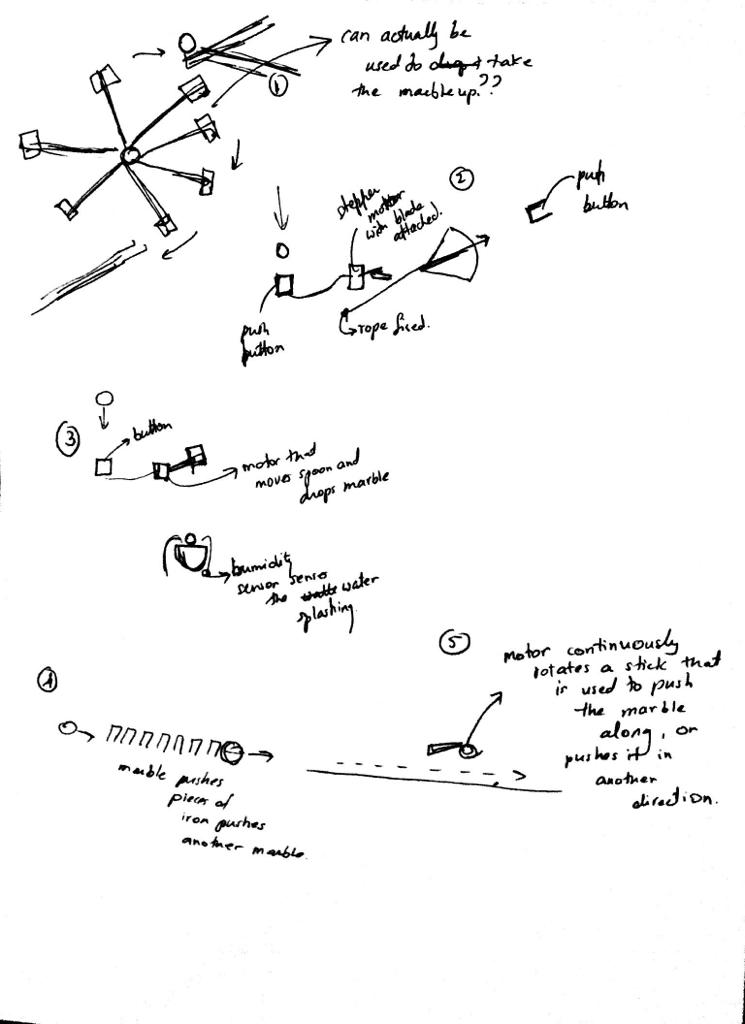 can actually be
used to take
the marble up??
1
2
push
button
stepper
motor
with blade
attached.
push
button
rope fixed.
3
button
motor that
moves spoon and
drops marble
humidity
sensor senso
the water
splashing.
4
marble pushes
pieces of
iron pushes
another marble.
5
motor continuously
rotates a stick that
is used to push
the marble
along, or
pushes it in
another
direction.